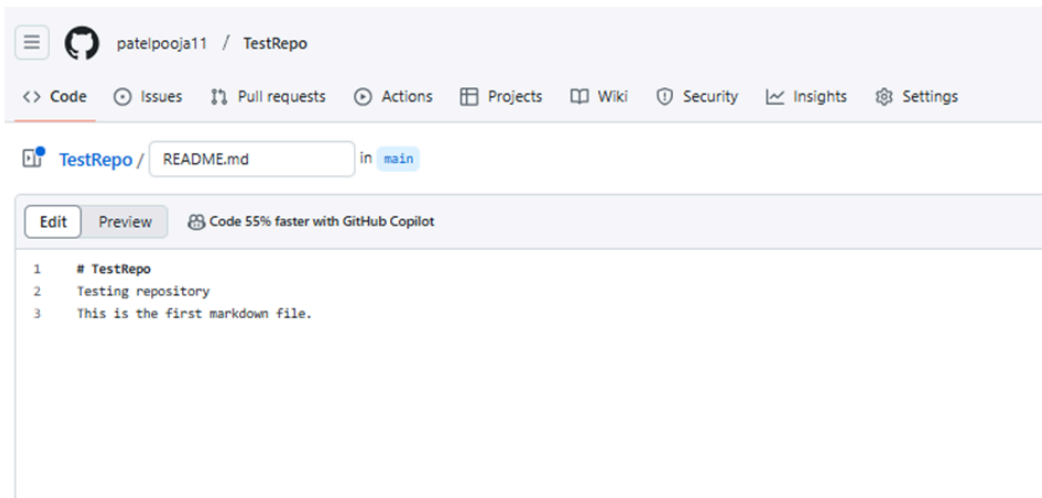 patelpooja11 / TestRepo
<> Code Issues Pull requests Actions Projects Wiki Security Insights Settings
TestRepo / README.md in main
Edit Preview Code 55% faster with GitHub Copilot
1 # TestRepo
2 Testing repository
3 This is the first markdown file.